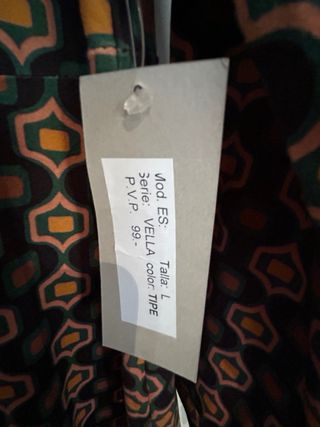 Mod. ES: Talla: L
Serie: VELLA color: TIPE
P.V.P. 99.-